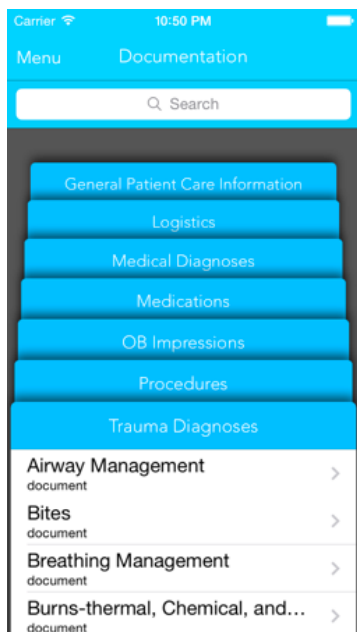 Carrier 10:50 PM
Menu Documentation
Search
General Patient Care Information
Logistics
Medical Diagnoses
Medications
OB Impressions
Procedures
Trauma Diagnoses
Airway Management
document
Bites
document
Breathing Management
document
Burns-thermal, Chemical, and...
document